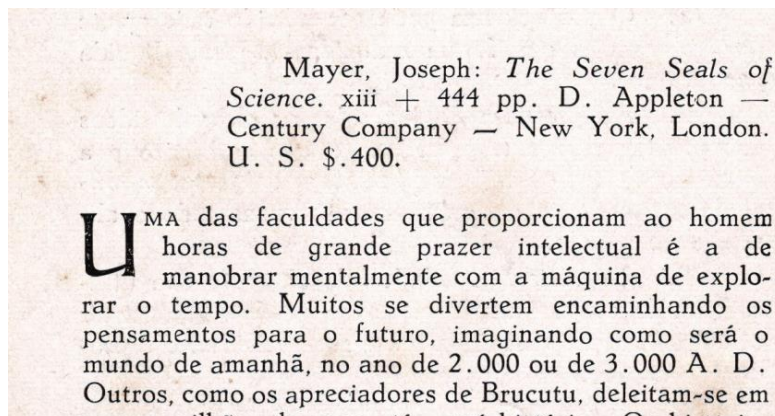 Mayer, Joseph: The Seven Seals of
Science. xiii + 444 pp. D. Appleton —
Century Company — New York, London.
U. S. $.400.
UMA das faculdades que proporcionam ao homem
horas de grande prazer intelectual é a de
manobrar mentalmente com a máquina de explo-
rar o tempo. Muitos se divertem encaminhando os
pensamentos para o futuro, imaginando como será o
mundo de amanhã, no ano de 2.000 ou de 3.000 A. D.
Outros, como os apreciadores de Brucutu, deleitam-se em